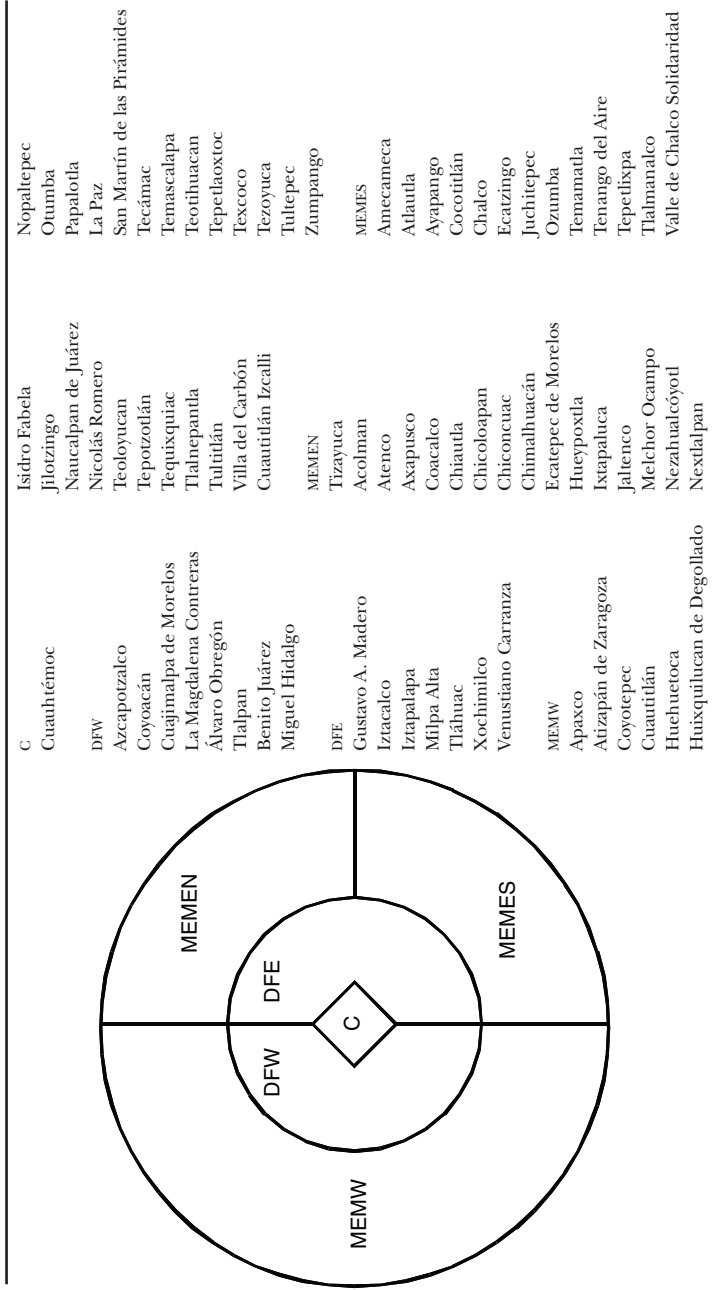 MEMEN
DFE
DFW
C
MEMW
MEMES
C
Cuauhtémoc
DFW
Azcapotzalco
Coyoacán
Cuajimalpa de Morelos
La Magdalena Contreras
Álvaro Obregón
Tlalpan
Benito Juárez
Miguel Hidalgo
DFE
Gustavo A. Madero
Iztacalco
Iztapalapa
Milpa Alta
Tláhuac
Xochimilco
Venustiano Carranza
MEMW
Apaxco
Atizapán de Zaragoza
Coyotepec
Cuautitlán
Huehuetoca
Huixquilucan de Degollado
Isidro Fabela
Jilotzingo
Naucalpan de Juárez
Nicolás Romero
Teoloyucan
Tepotzotlán
Tequixquiac
Tlalnepantla
Tultitlán
Villa del Carbón
Cuautitlán Izcalli
MEMEN
Tizayuca
Acolman
Atenco
Axapusco
Coacalco
Chiautla
Chicoloapan
Chiconcuac
Chimalhuacán
Ecatepec de Morelos
Hueypoxtla
Ixtapaluca
Jaltenco
Melchor Ocampo
Nezahualcóyotl
Nextlalpan
Nopaltepec
Otumba
Papalotla
La Paz
San Martín de las Pirámides
Tecámac
Temascalapa
Teotihuacan
Tepetlaoxtoc
Texcoco
Tezoyuca
Tultepec
Zumpango
MEMES
Amecameca
Atlautla
Ayapango
Cocotitlán
Chalco
Ecatzingo
Juchitepec
Ozumba
Temamatla
Tenango del Aire
Tepetlixpa
Tlalmanalco
Valle de Chalco Solidaridad